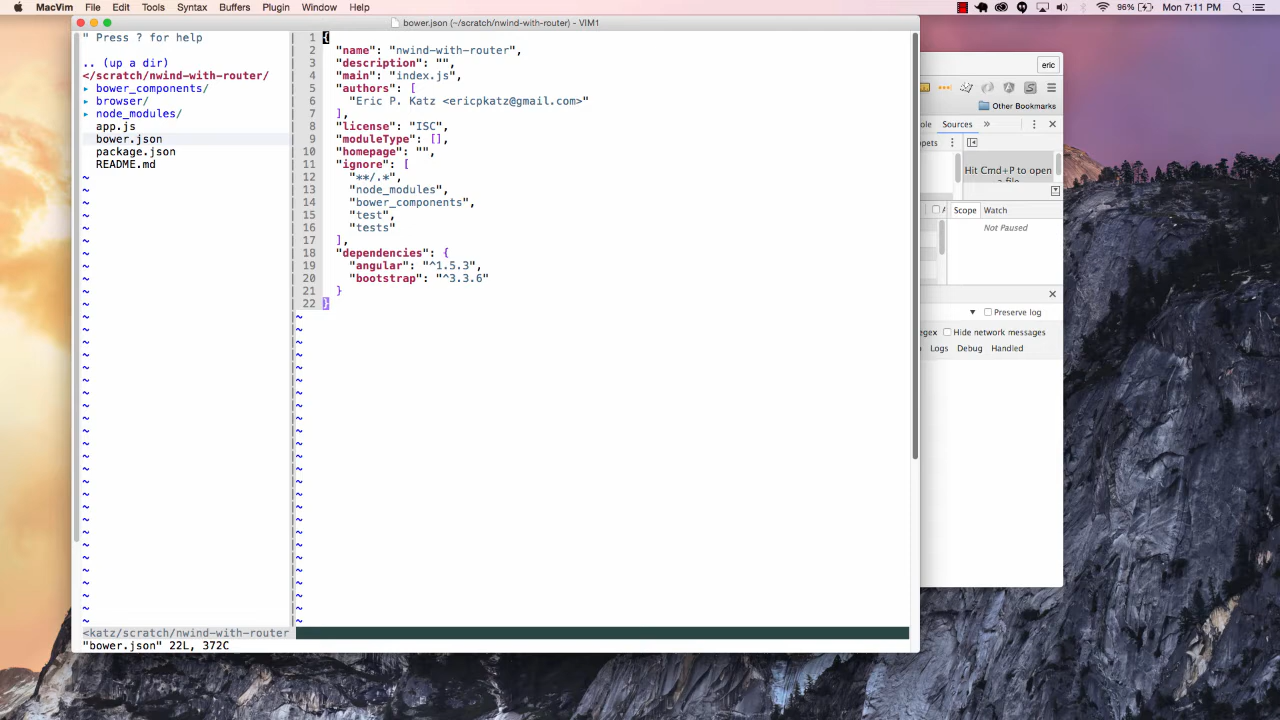 MacVim File Edit Tools Syntax Buffers Plugin Window Help
96% Mon 7:11 PM
bower.json (~/scratch/nwind-with-router) - VIM1
" Press ? for help
.. (up a dir)
</scratch/nwind-with-router/
▸ bower_components/
▸ browser/
▸ node_modules/
app.js
bower.json
package.json
README.md
1 {
2 "name": "nwind-with-router",
3 "description": "",
4 "main": "index.js",
5 "authors": [
6 "Eric P. Katz <ericpkatz@gmail.com>"
7 ],
8 "license": "ISC",
9 "moduleType": [],
10 "homepage": "",
11 "ignore": [
12 "**/.*",
13 "node_modules",
14 "bower_components",
15 "test",
16 "tests"
17 ],
18 "dependencies": {
19 "angular": "^1.5.3",
20 "bootstrap": "^3.3.6"
21 }
22 }
<katz/scratch/nwind-with-router
"bower.json" 22L, 372C
eric
Other Bookmarks
ole Sources »
ppets
Hit Cmd+P to open
a file
Scope Watch
Not Paused
Preserve log
egex Hide network messages
Logs Debug Handled